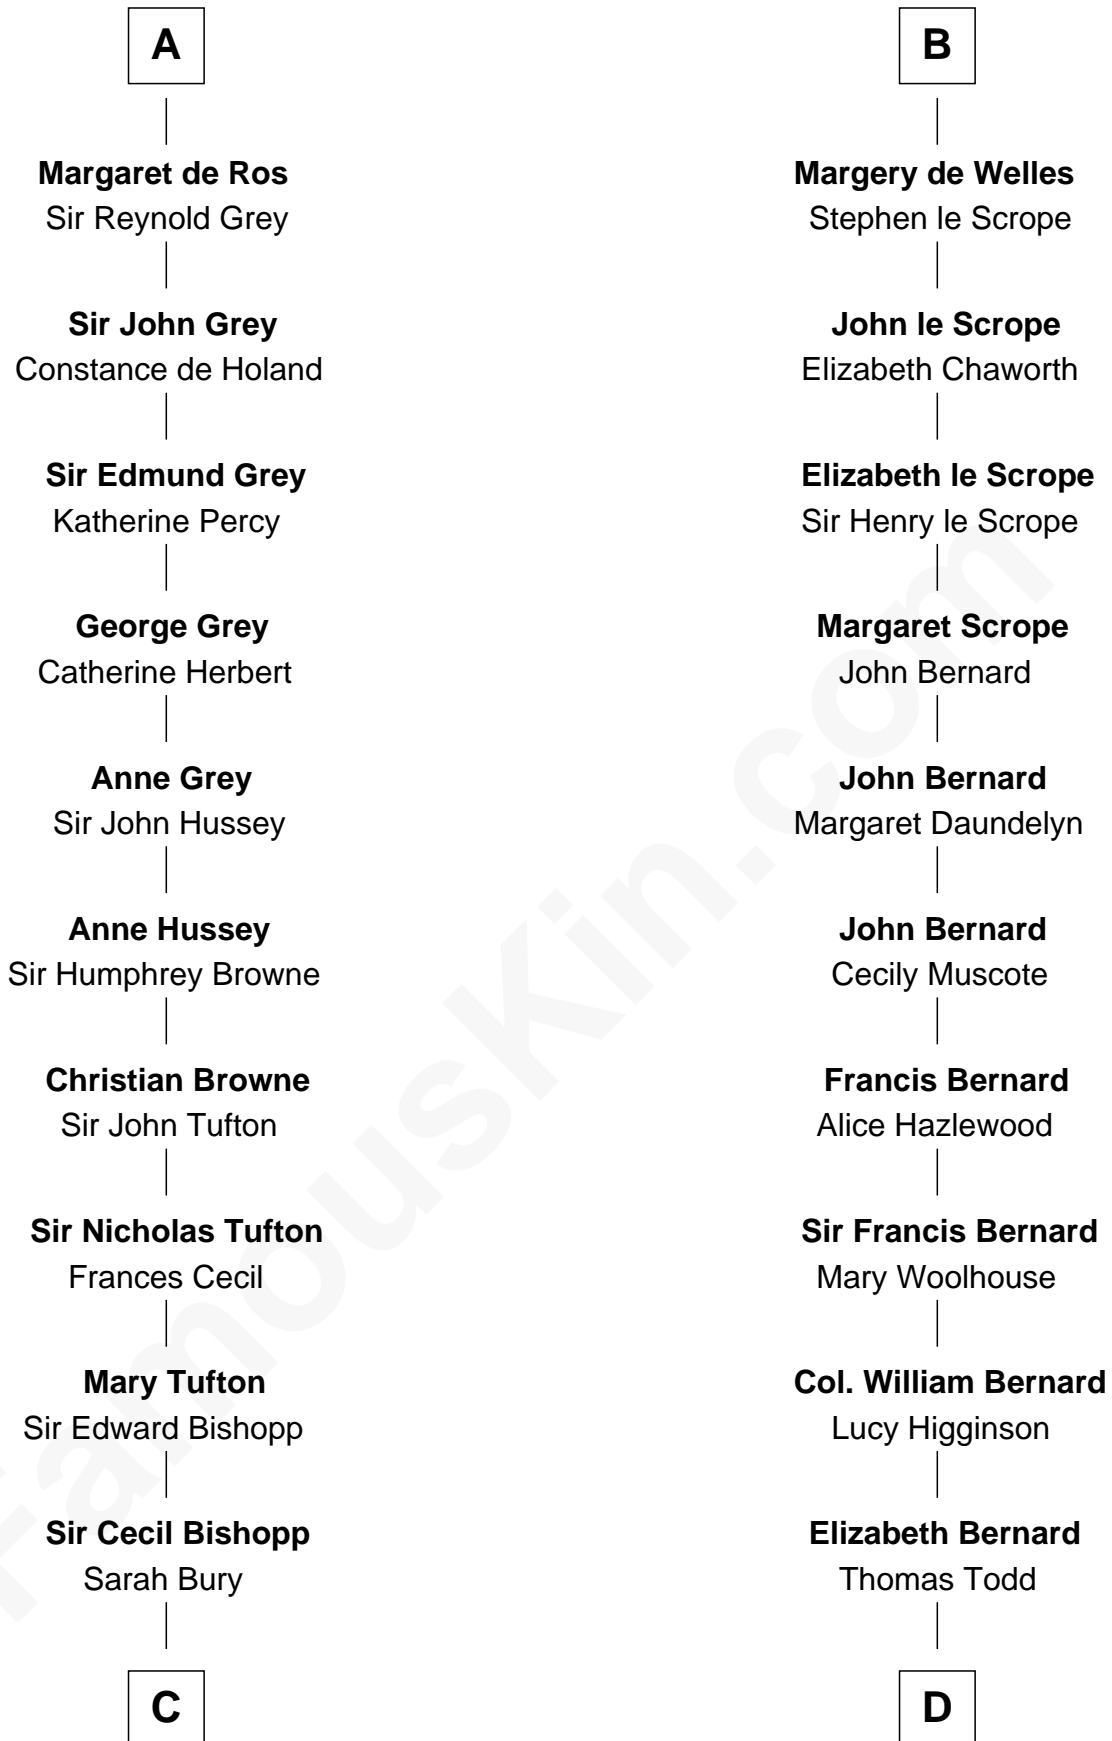 A
Margaret de Ros
Sir Reynold Grey
Sir John Grey
Constance de Holand
Sir Edmund Grey
Katherine Percy
George Grey
Catherine Herbert
Anne Grey
Sir John Hussey
Anne Hussey
Sir Humphrey Browne
Christian Browne
Sir John Tufton
Sir Nicholas Tufton
Frances Cecil
Mary Tufton
Sir Edward Bishopp
Sir Cecil Bishopp
Sarah Bury
C
B
Margery de Welles
Stephen le Scrope
John le Scrope
Elizabeth Chaworth
Elizabeth le Scrope
Sir Henry le Scrope
Margaret Scrope
John Bernard
John Bernard
Margaret Daundelyn
John Bernard
Cecily Muscote
Francis Bernard
Alice Hazlewood
Sir Francis Bernard
Mary Woolhouse
Col. William Bernard
Lucy Higginson
Elizabeth Bernard
Thomas Todd
D
FamousKin.com